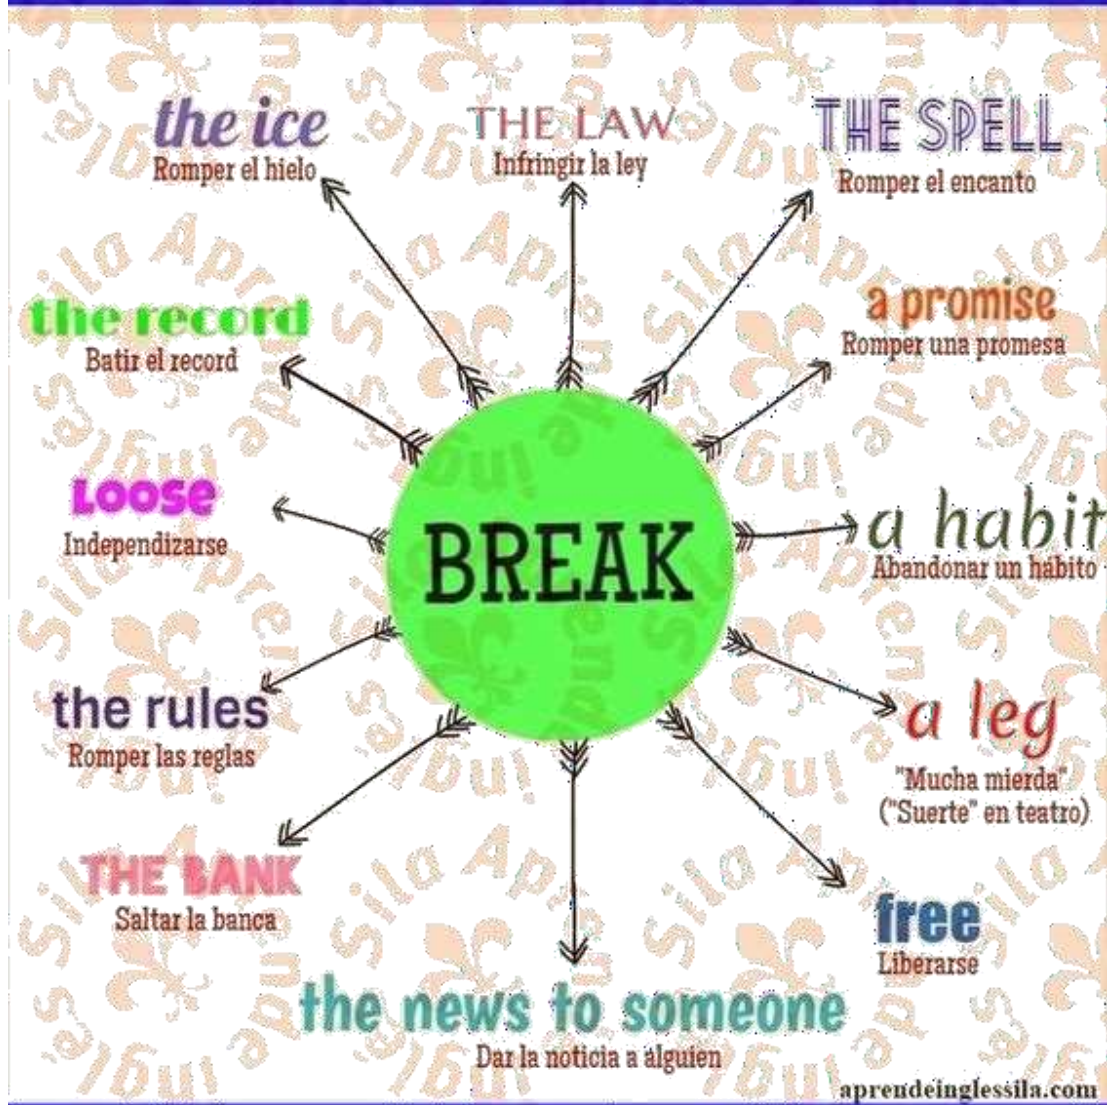 the ice
Romper el hielo
THE LAW
Infringir la ley
THE SPELL
Romper el encanto
the record
Batir el record
a promise
Romper una promesa
Loose
Independizarse
BREAK
a habit
Abandonar un hábito
the rules
Romper las reglas
a leg
"Mucha mierda"
("Suerte" en teatro)
THE BANK
Saltar la banca
free
Liberarse
the news to someone
Dar la noticia a alguien
aprendeinglessila.com